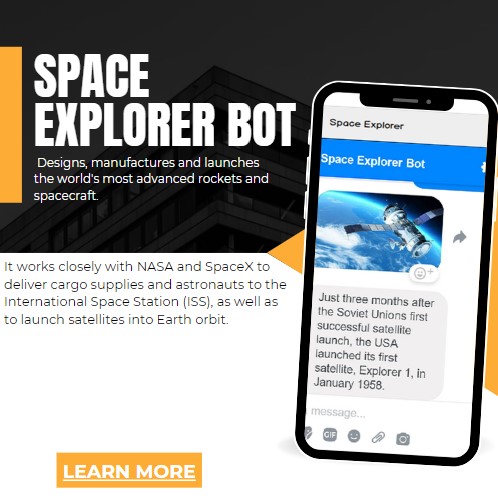 SPACE
EXPLORER BOT
Designs, manufactures and launches
the world's most advanced rockets and
spacecraft.
It works closely with NASA and SpaceX to
deliver cargo supplies and astronauts to the
International Space Station (ISS), as well as
to launch satellites into Earth orbit.
LEARN MORE
Space Explorer
Space Explorer Bot
Just three months after
the Soviet Unions first
successful satellite
launch, the USA
launched its first
satellite, Explorer 1, in
January 1958.
message...
GIF